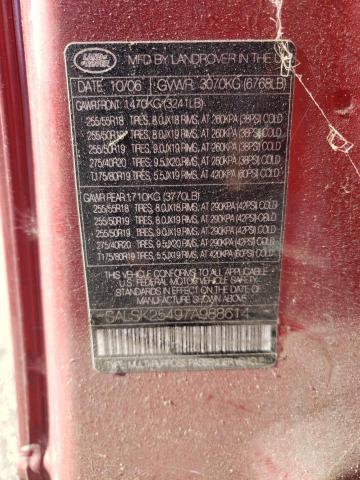 LAND ROVER
MFD BY LANDROVER IN THE U
DATE: 10/06 GVWR: 3070KG (6768LB)
GAWR FRONT: 1470KG (3241LB)
255/55R18 TIRES, 8.0JX18 RIMS, AT 260KPA (38PSI) COLD
255/50R19 TIRES, 8.0JX19 RIMS, AT 260KPA (38PSI) COLD
255/50R19 TIRES, 9.0JX19 RIMS, AT 260KPA (38PSI) COLD
275/40R20 TIRES, 9.5JX20 RIMS, AT 260KPA (38PSI) COLD
T175/80R19 TIRES, 5.5JX19 RIMS, AT 420KPA (60PSI) COLD
GAWR REAR: 1710KG (3770LB)
255/55R18 TIRES, 8.0JX18 RIMS, AT 290KPA (42PSI) COLD
255/50R19 TIRES, 8.0JX19 RIMS, AT 290KPA (42PSI) COLD
255/50R19 TIRES, 9.0JX19 RIMS, AT 290KPA (42PSI) COLD
275/40R20 TIRES, 9.5JX20 RIMS, AT 290KPA (42PSI) COLD
T175/80R19 TIRES, 5.5JX19 RIMS, AT 420KPA (60PSI) COLD
THIS VEHICLE CONFORMS TO ALL APPLICABLE
U.S. FEDERAL MOTOR VEHICLE SAFETY
STANDARDS IN EFFECT ON THE DATE OF
MANUFACTURE SHOWN ABOVE.
SALSK25497A988614
TYPE: MULTI-PURPOSE PASSENGER VEHICLE